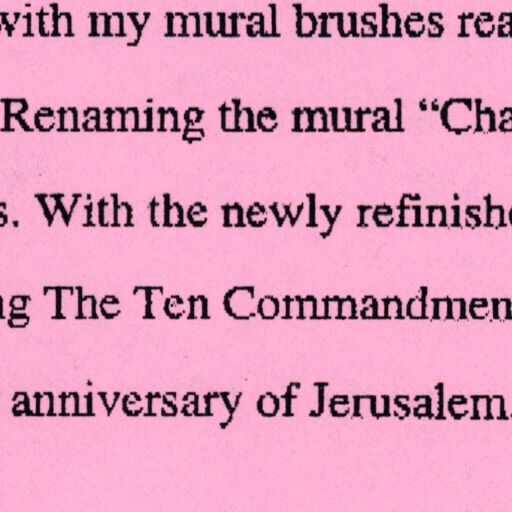 with my mural brushes rea
Renaming the mural “Cha
s. With the newly refinishe
ng The Ten Commandmen
anniversary of Jerusalem.